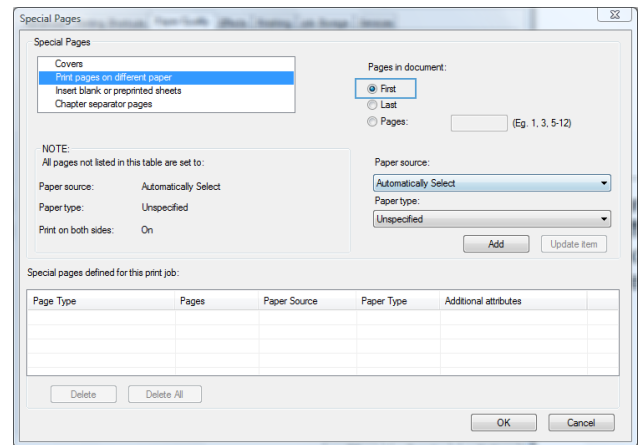 Special Pages
Paper/Quality
Special Pages
Covers
Print pages on different paper
Insert blank or preprinted sheets
Chapter separator pages
Pages in document:
First
Last
Pages: (Eg. 1, 3, 5-12)
NOTE:
All pages not listed in this table are set to:
Paper source: Automatically Select
Paper type: Unspecified
Print on both sides: On
Paper source:
Automatically Select
Paper type:
Unspecified
Add Update item
Special pages defined for this print job:
Page Type Pages Paper Source Paper Type Additional attributes
Delete Delete All
OK Cancel